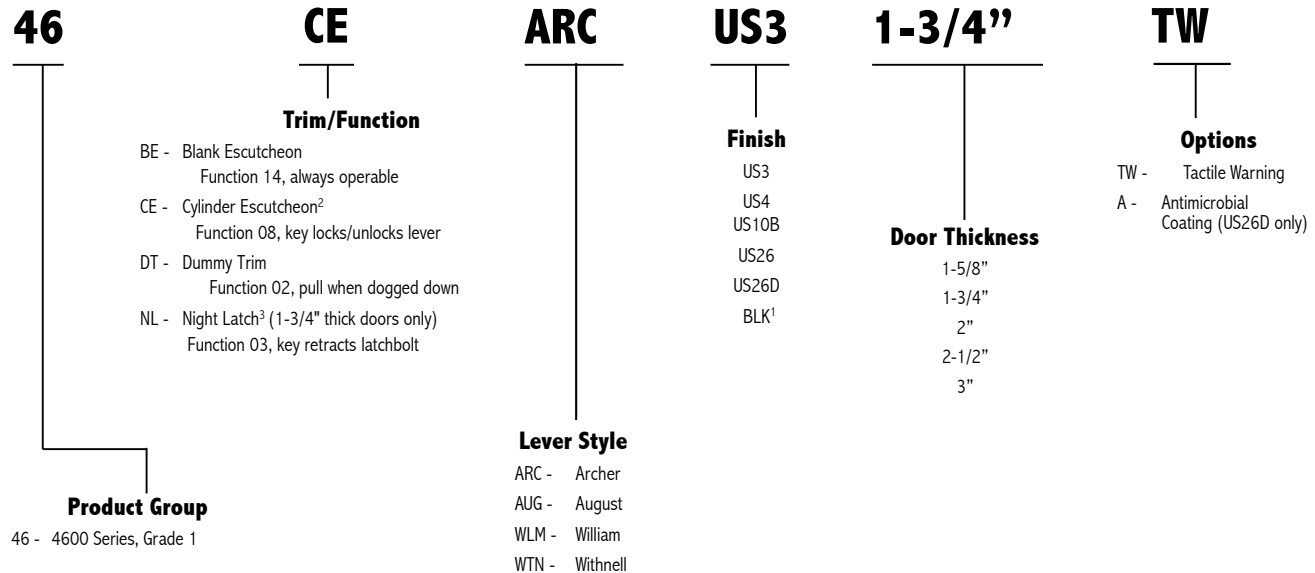 46 CE ARC US3 1-3/4” TW
Trim/Function
BE - Blank Escutcheon
Function 14, always operable
CE - Cylinder Escutcheon2
Function 08, key locks/unlocks lever
DT - Dummy Trim
Function 02, pull when dogged down
NL - Night Latch3 (1-3/4" thick doors only)
Function 03, key retracts latchbolt
Finish
US3
US4
US10B
US26
US26D
BLK1
Door Thickness
1-5/8”
1-3/4”
2”
2-1/2”
3”
Options
TW - Tactile Warning
A - Antimicrobial
Coating (US26D only)
Lever Style
ARC - Archer
AUG - August
WLM - William
WTN - Withnell
Product Group
46 - 4600 Series, Grade 1